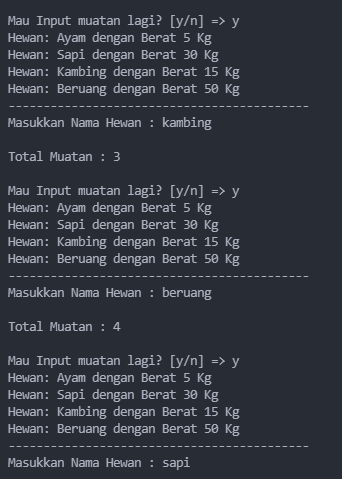 Mau Input muatan lagi? [y/n] => y
Hewan: Ayam dengan Berat 5 Kg
Hewan: Sapi dengan Berat 30 Kg
Hewan: Kambing dengan Berat 15 Kg
Hewan: Beruang dengan Berat 50 Kg
-------------------------------------------
Masukkan Nama Hewan : kambing
Total Muatan : 3
Mau Input muatan lagi? [y/n] => y
Hewan: Ayam dengan Berat 5 Kg
Hewan: Sapi dengan Berat 30 Kg
Hewan: Kambing dengan Berat 15 Kg
Hewan: Beruang dengan Berat 50 Kg
-------------------------------------------
Masukkan Nama Hewan : beruang
Total Muatan : 4
Mau Input muatan lagi? [y/n] => y
Hewan: Ayam dengan Berat 5 Kg
Hewan: Sapi dengan Berat 30 Kg
Hewan: Kambing dengan Berat 15 Kg
Hewan: Beruang dengan Berat 50 Kg
-------------------------------------------
Masukkan Nama Hewan : sapi